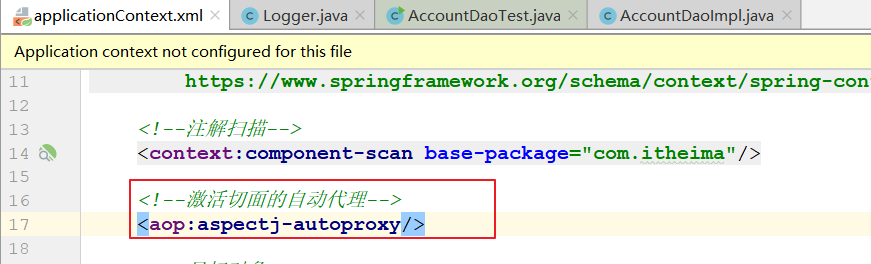 applicationContext.xml × Logger.java × AccountDaoTest.java × AccountDaoImpl.java
Application context not configured for this file
11 https://www.springframework.org/schema/context/spring-con
12
13 <!--注解扫描-->
14 <context:component-scan base-package="com.itheima"/>
15
16 <!--激活切面的自动代理-->
17 <aop:aspectj-autoproxy/>
18